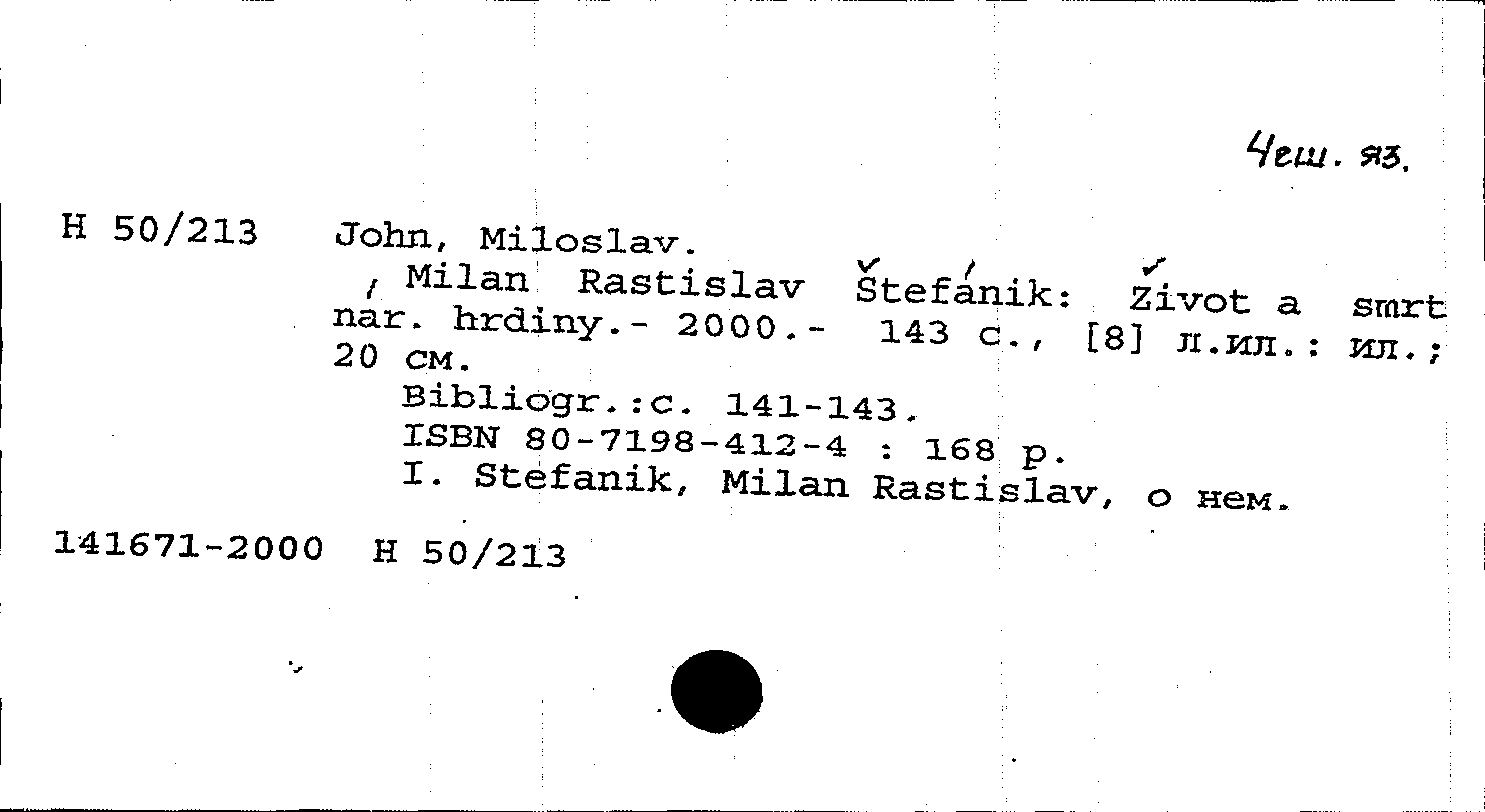 Чеш. яз.
H 50/213 John, Miloslav.
Milan Rastislav Štefánik: Život a smrt
nár. hrdiny.- 2000.- 143 с., [8] л.ил.: ил.;
20 см.
Bibliogr.:с. 141-143.
ISBN 80-7198-412-4 : 168 р.
I. Stefanik, Milan Rastislav, о нем.
141671-2000 H 50/213